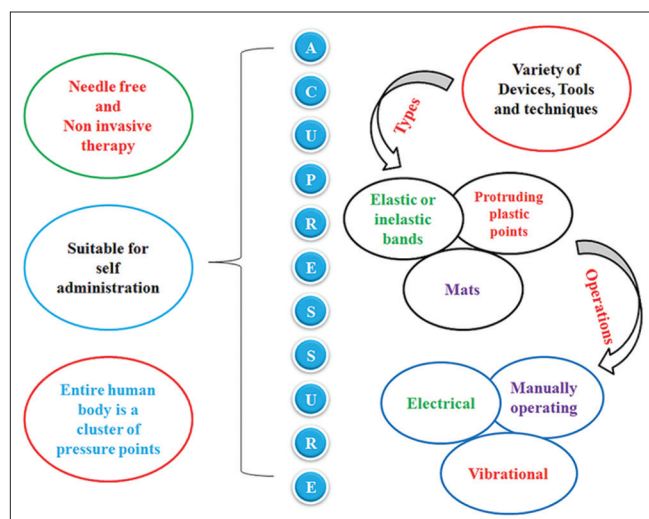 Needle free
and
Non invasive
therapy
Suitable for
self
administration
Entire human
body is a
cluster of
pressure points
A
C
U
P
R
E
S
S
U
R
E
Variety of
Devices, Tools
and techniques
Types
Elastic or
inelastic
bands
Protruding
plastic
points
Mats
Operations
Electrical
Manually
operating
Vibrational